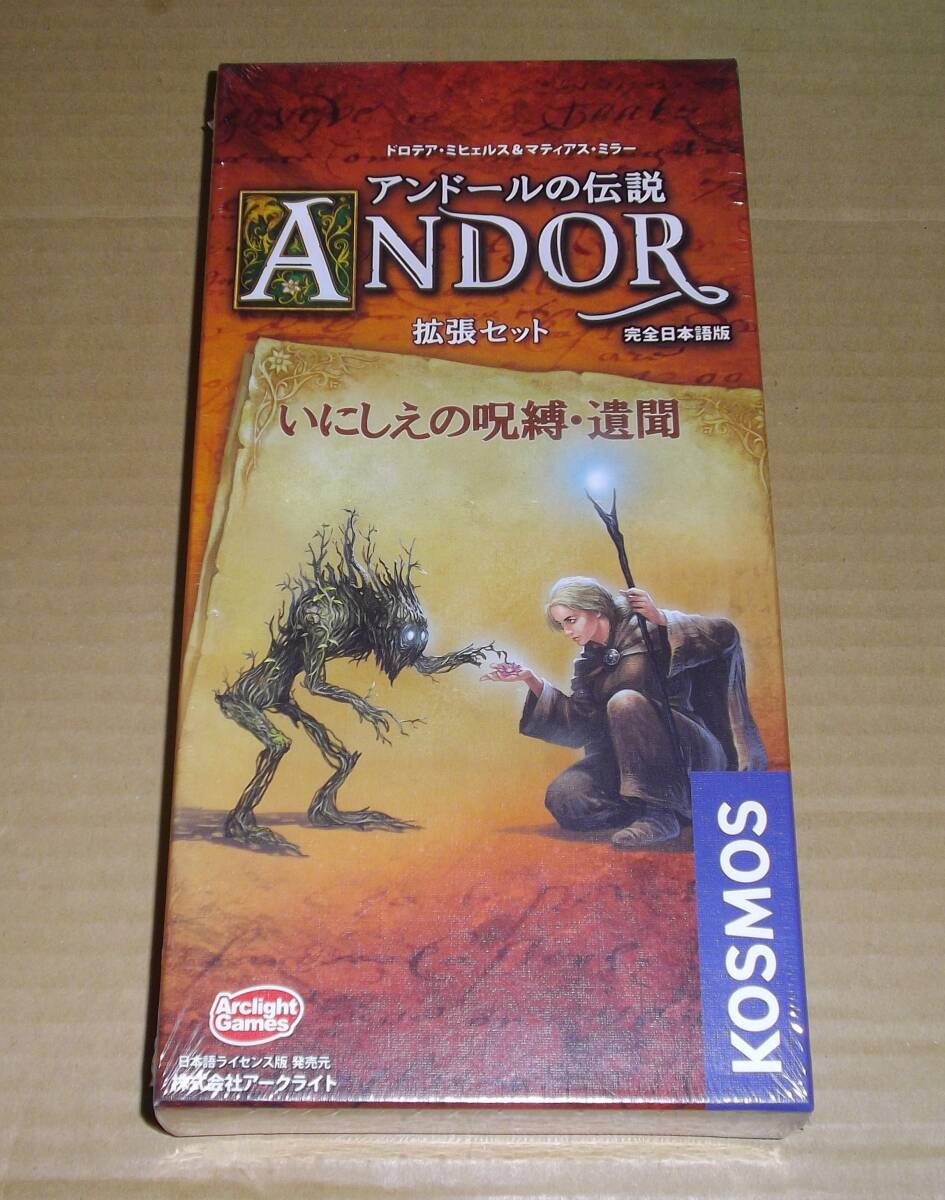 ドロテア・ミヒェルス&マティアス・ミラー
アンドールの伝説
ANDOR
拡張セット
完全日本語版
いにしえの呪縛・遺聞
KOSMOS
Arclight
Games
日本語ライセンス版 発売元
株式会社アークライト